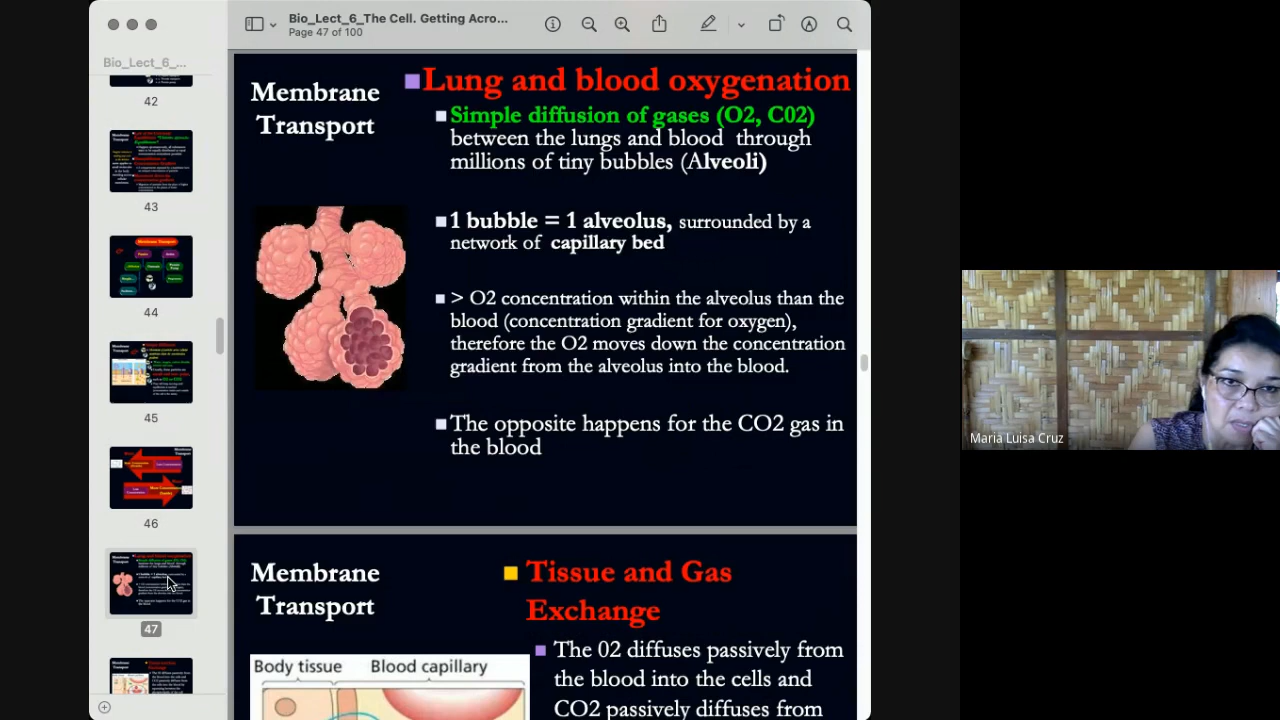 Bio_Lect_6_The Cell. Getting Acro...
Page 47 of 100
Bio_Lect_6_...
42
43
44
45
46
47
Membrane
Transport
Lung and blood oxygenation
Simple diffusion of gases (O2, C02)
between the lungs and blood through
millions of tiny bubbles (Alveoli)
1 bubble = 1 alveolus, surrounded by a
network of capillary bed
> O2 concentration within the alveolus than the
blood (concentration gradient for oxygen),
therefore the O2 moves down the concentration
gradient from the alveolus into the blood.
The opposite happens for the CO2 gas in
the blood
Membrane
Transport
Tissue and Gas
Exchange
The 02 diffuses passively from
the blood into the cells and
CO2 passively diffuses from
Body tissue Blood capillary
Maria Luisa Cruz